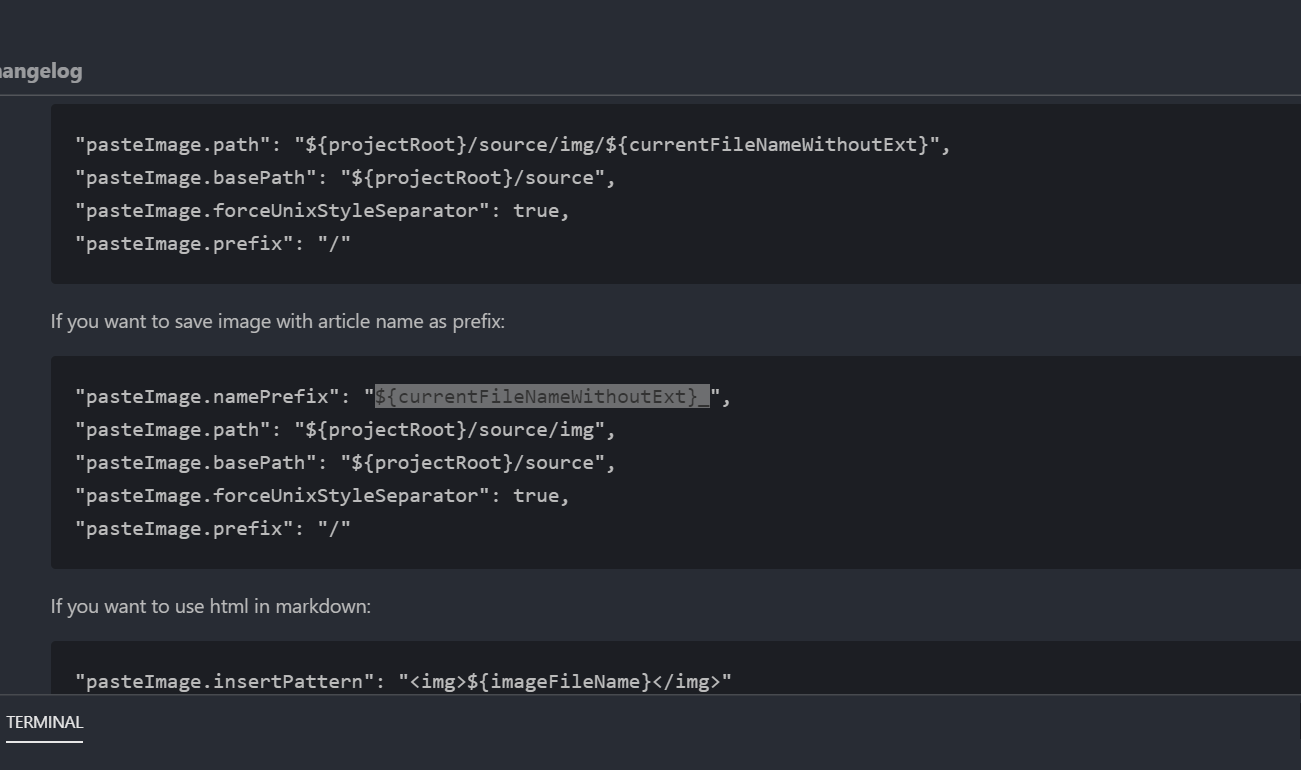 angelog
"pasteImage.path": "${projectRoot}/source/img/${currentFileNameWithoutExt}",
"pasteImage.basePath": "${projectRoot}/source",
"pasteImage.forceUnixStyleSeparator": true,
"pasteImage.prefix": "/"
If you want to save image with article name as prefix:
"pasteImage.namePrefix": "${currentFileNameWithoutExt}_",
"pasteImage.path": "${projectRoot}/source/img",
"pasteImage.basePath": "${projectRoot}/source",
"pasteImage.forceUnixStyleSeparator": true,
"pasteImage.prefix": "/"
If you want to use html in markdown:
"pasteImage.insertPattern": "<img>${imageFileName}</img>"
TERMINAL